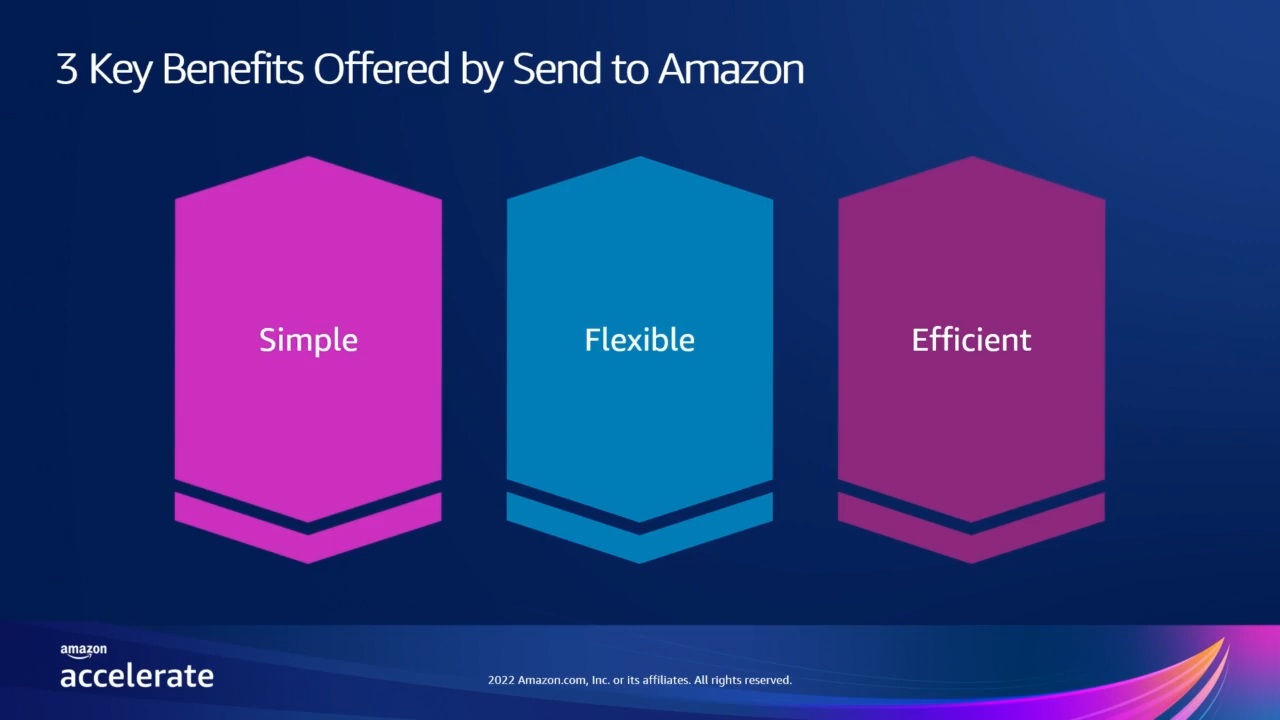 3 Key Benefits Offered by Send to Amazon
Simple
Flexible
Efficient
amazon
accelerate
2022 Amazon.com, Inc. or its affiliates. All rights reserved.